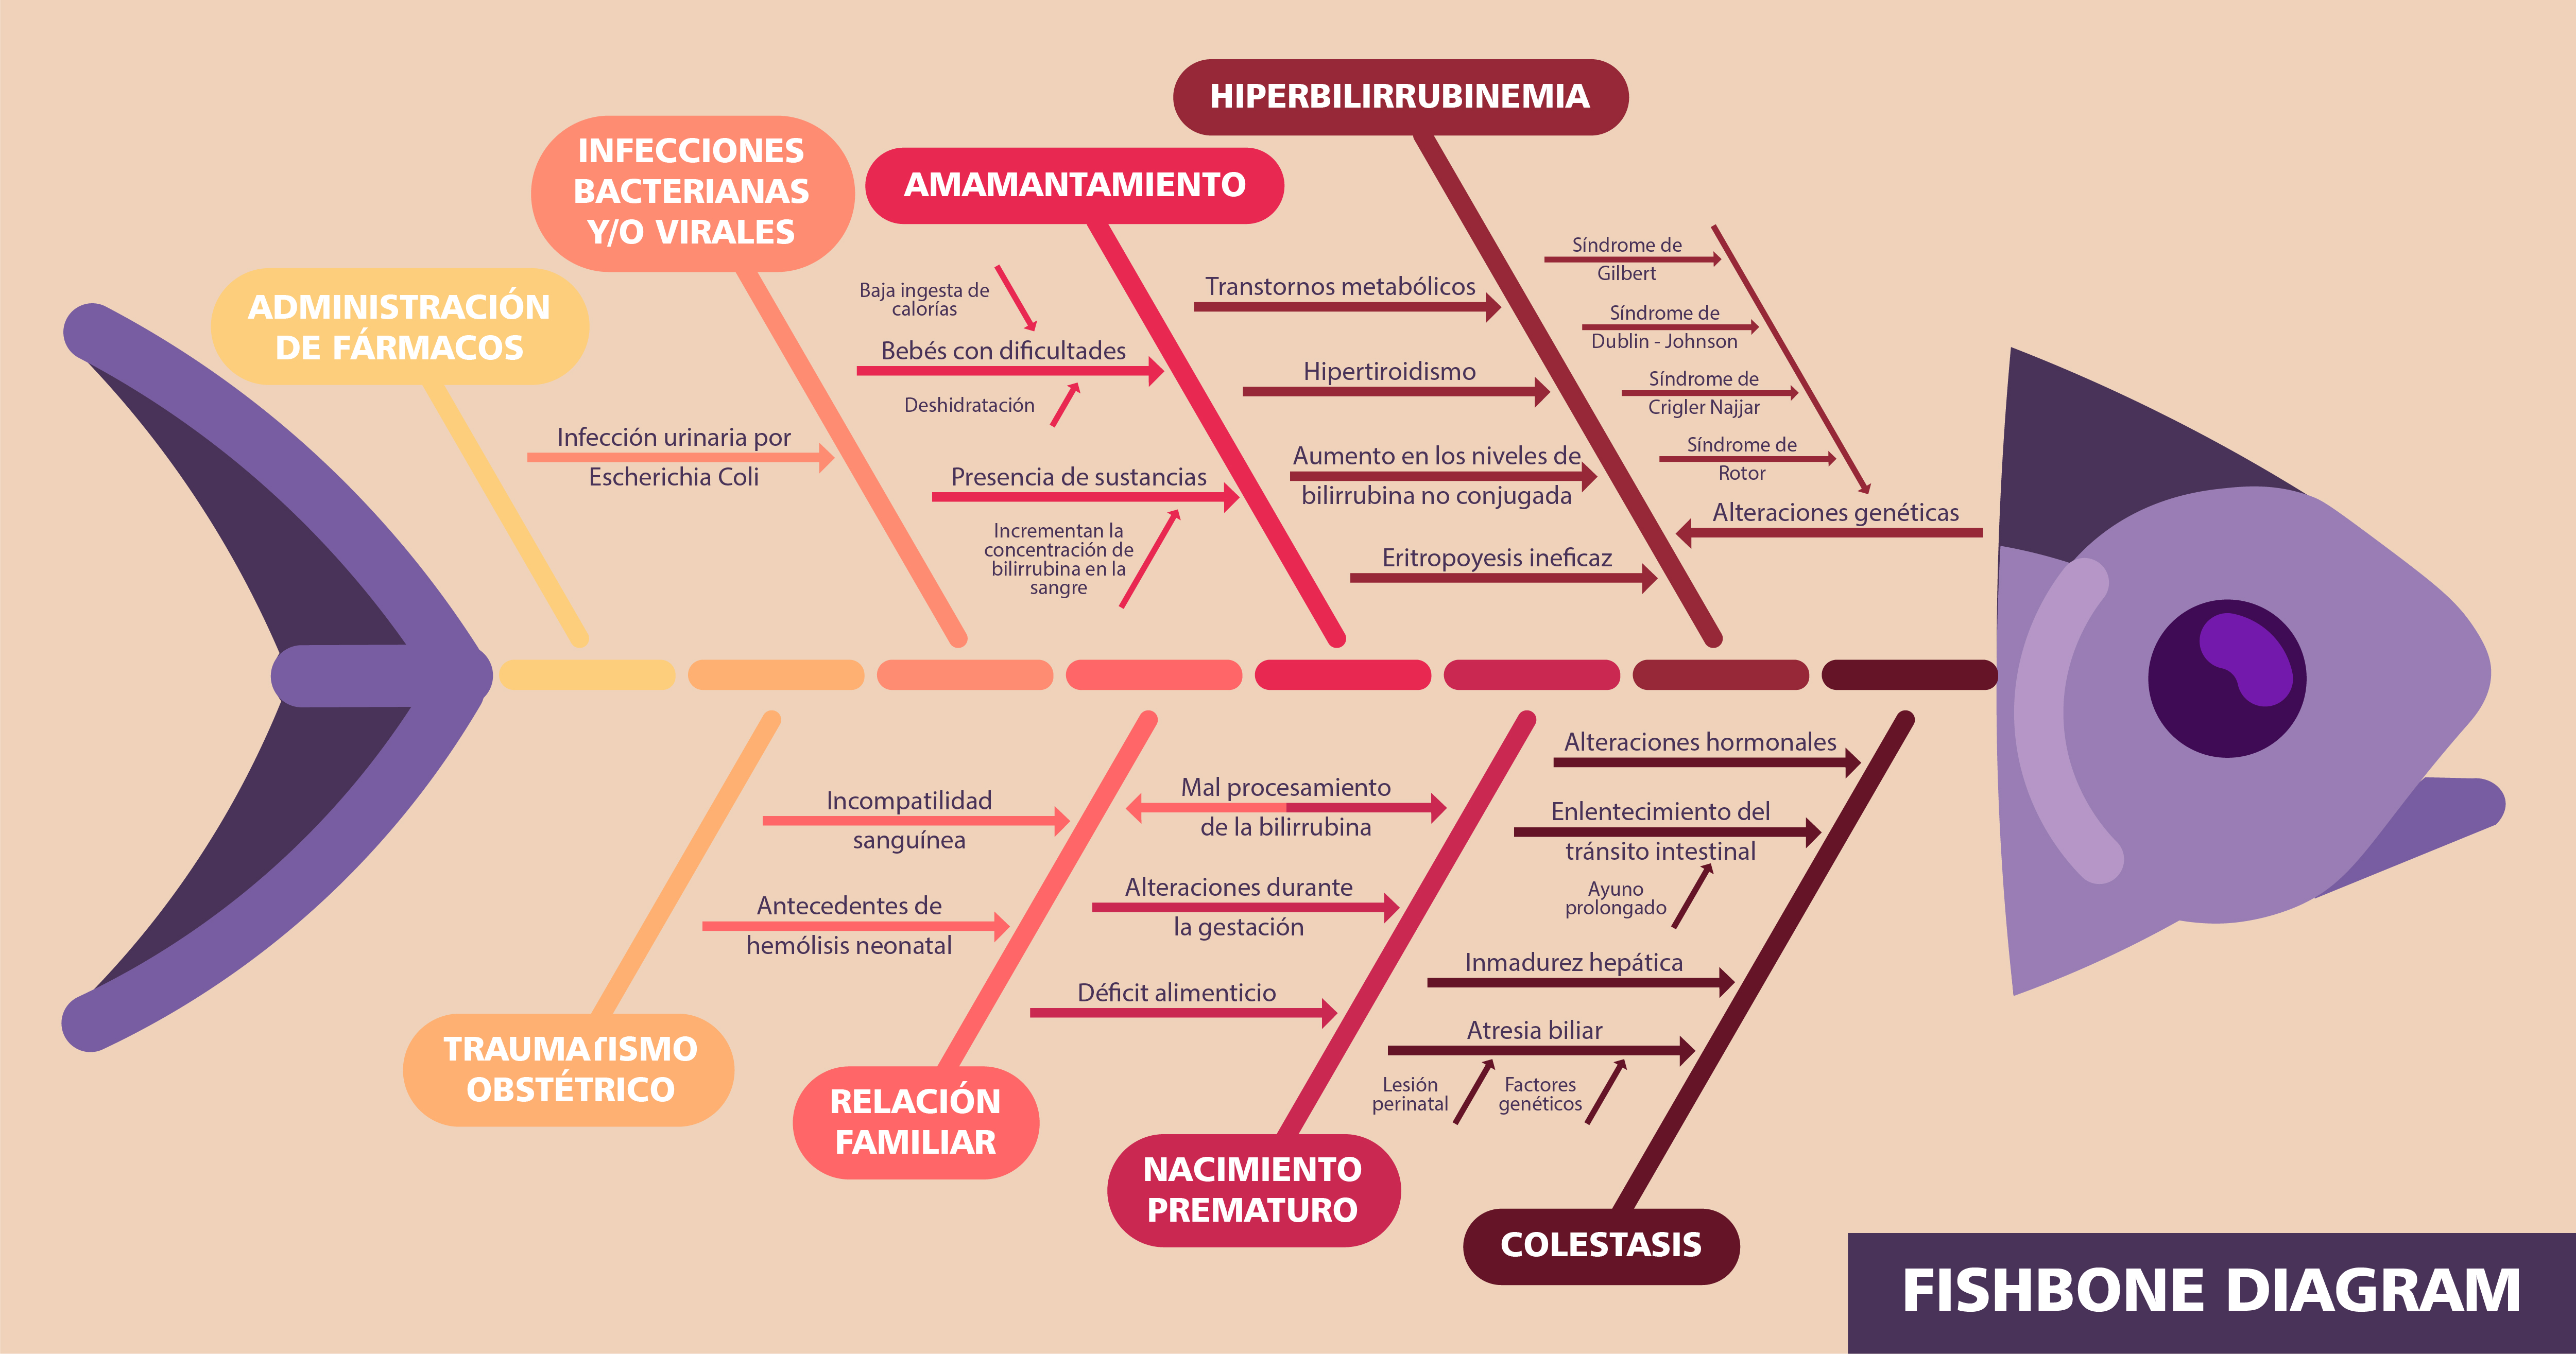 HIPERBILIRRUBINEMIA
INFECCIONES
BACTERIANAS
Y/O VIRALES
AMAMANTAMIENTO
ADMINISTRACIÓN
DE FÁRMACOS
Infección urinaria por
Escherichia Coli
Baja ingesta de
calorías
Bebés con dificultades
Deshidratación
Presencia de sustancias
Incrementan la
concentración de
bilirrubina en la
sangre
Transtornos metabólicos
Hipertiroidismo
Aumento en los niveles de
bilirrubina no conjugada
Eritropoyesis ineficaz
Síndrome de
Gilbert
Síndrome de
Dublin - Johnson
Síndrome de
Crigler Najjar
Síndrome de
Rotor
Alteraciones genéticas
Incompatilidad
sanguínea
Antecedentes de
hemólisis neonatal
Mal procesamiento
de la bilirrubina
Alteraciones durante
la gestación
Déficit alimenticio
Alteraciones hormonales
Enlentecimiento del
tránsito intestinal
Ayuno
prolongado
Inmadurez hepática
Atresia biliar
Lesión
perinatal
Factores
genéticos
TRAUMATISMO
OBSTÉTRICO
RELACIÓN
FAMILIAR
NACIMIENTO
PREMATURO
COLESTASIS
FISHBONE DIAGRAM